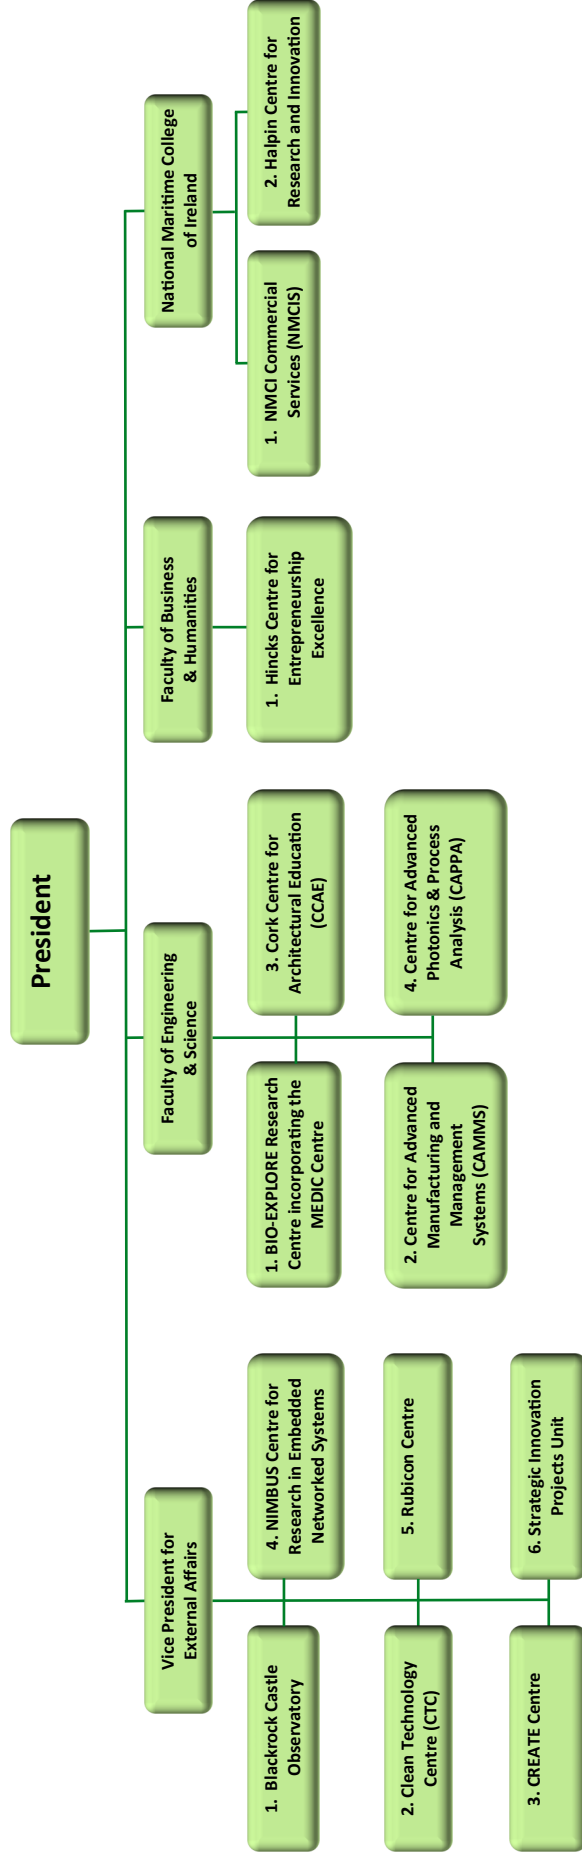 President
Vice President for
External Affairs
1. Blackrock Castle
Observatory
4. NIMBUS Centre for
Research in Embedded
Networked Systems
2. Clean Technology
Centre (CTC)
5. Rubicon Centre
3. CREATE Centre
6. Strategic Innovation
Projects Unit
Faculty of Engineering
& Science
1. BIO-EXPLORE Research
Centre incorporating the
MEDIC Centre
3. Cork Centre for
Architectural Education
(CCAE)
2. Centre for Advanced
Manufacturing and
Management
Systems (CAMMS)
4. Centre for Advanced
Photonics & Process
Analysis (CAPPA)
Faculty of Business
& Humanities
1. Hincks Centre for
Entrepreneurship
Excellence
National Maritime College
of Ireland
1. NMCI Commercial
Services (NMCIS)
2. Halpin Centre for
Research and Innovation